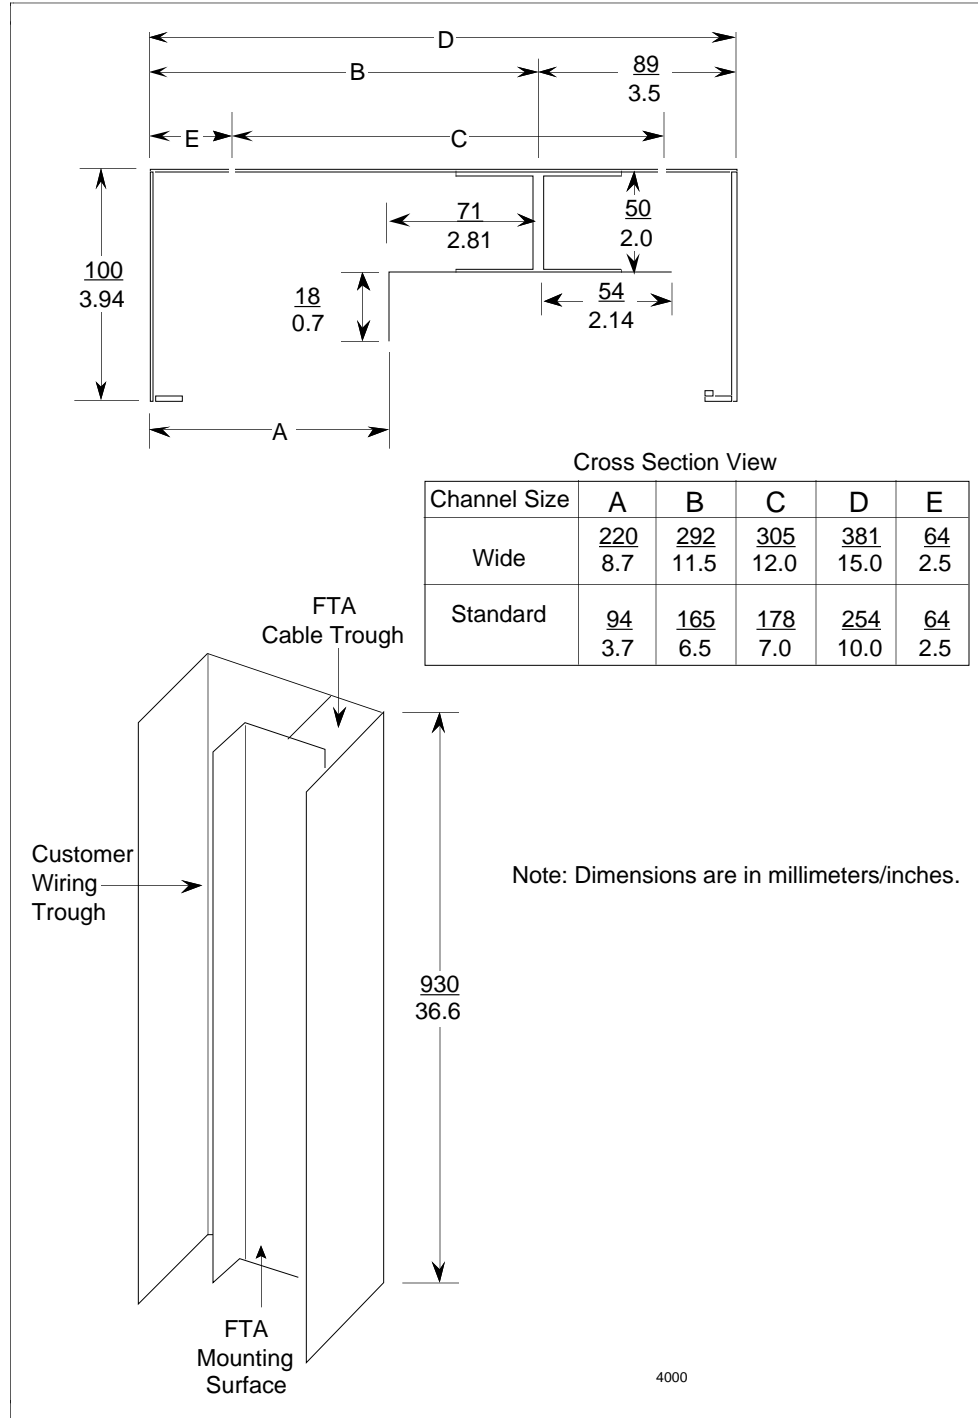 D
B
89
3.5
E
C
71
2.81
50
2.0
100
3.94
18
0.7
54
2.14
A
Cross Section View
Channel Size A B C D E
Wide
220 292 305 381 64
8.7 11.5 12.0 15.0 2.5
Standard
94 165 178 254 64
3.7 6.5 7.0 10.0 2.5
FTA
Cable Trough
Customer
Wiring
Trough
Note: Dimensions are in millimeters/inches.
930
36.6
FTA
Mounting
Surface
4000